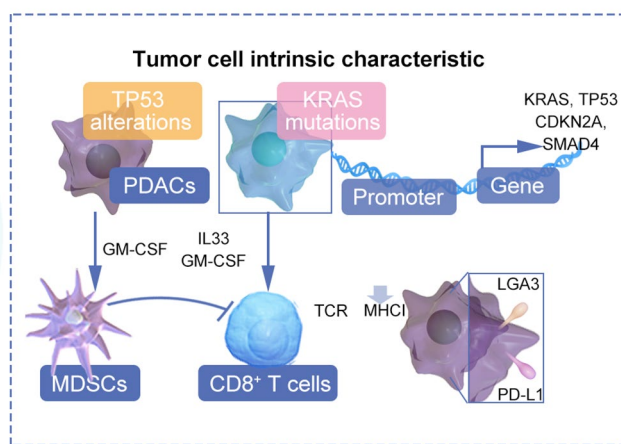 Tumor cell intrinsic characteristic
TP53
alterations
KRAS
mutations
KRAS, TP53
CDKN2A,
SMAD4
PDACs
Promoter
Gene
GM-CSF
IL33
GM-CSF
TCR
MHCI
LGA3
PD-L1
MDSCs
CD8⁺ T cells